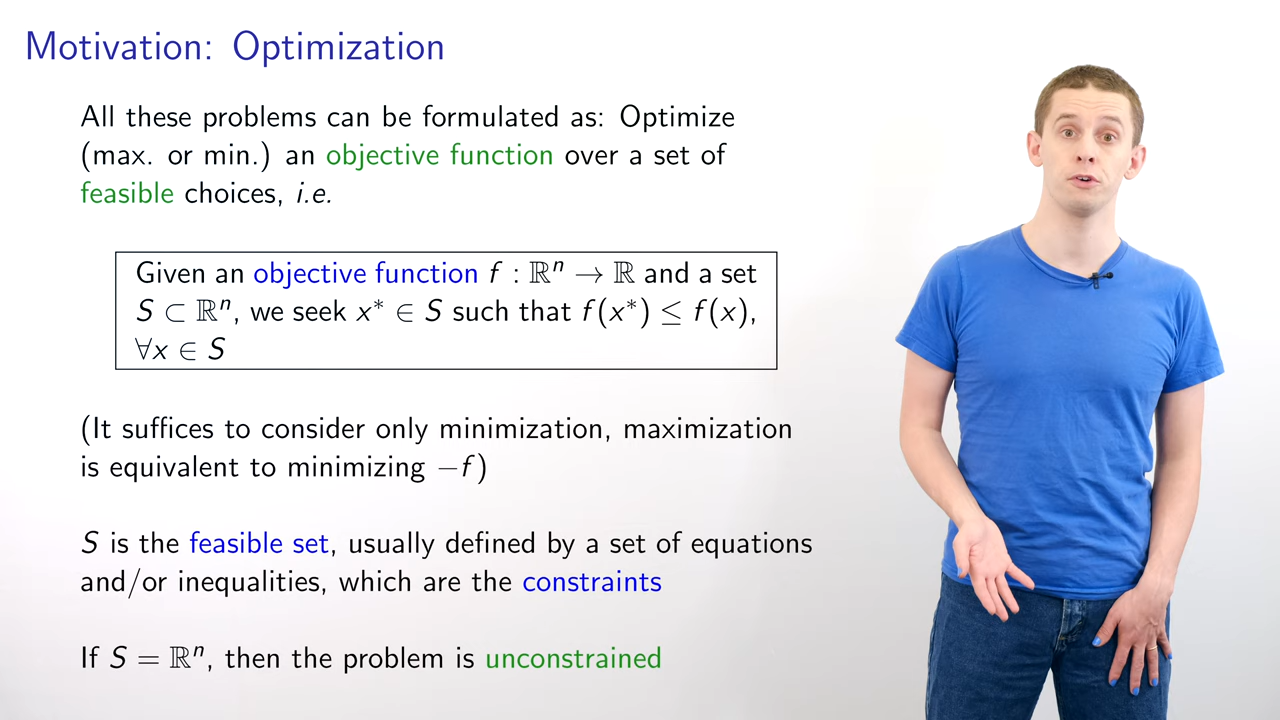 Motivation: Optimization
All these problems can be formulated as: Optimize
(max. or min.) an objective function over a set of
feasible choices, i.e.
Given an objective function f : ℝⁿ → ℝ and a set
S ⊂ ℝⁿ, we seek x* ∈ S such that f(x*) ≤ f(x),
∀x ∈ S
(It suffices to consider only minimization, maximization
is equivalent to minimizing −f)
S is the feasible set, usually defined by a set of equations
and/or inequalities, which are the constraints
If S = ℝⁿ, then the problem is unconstrained